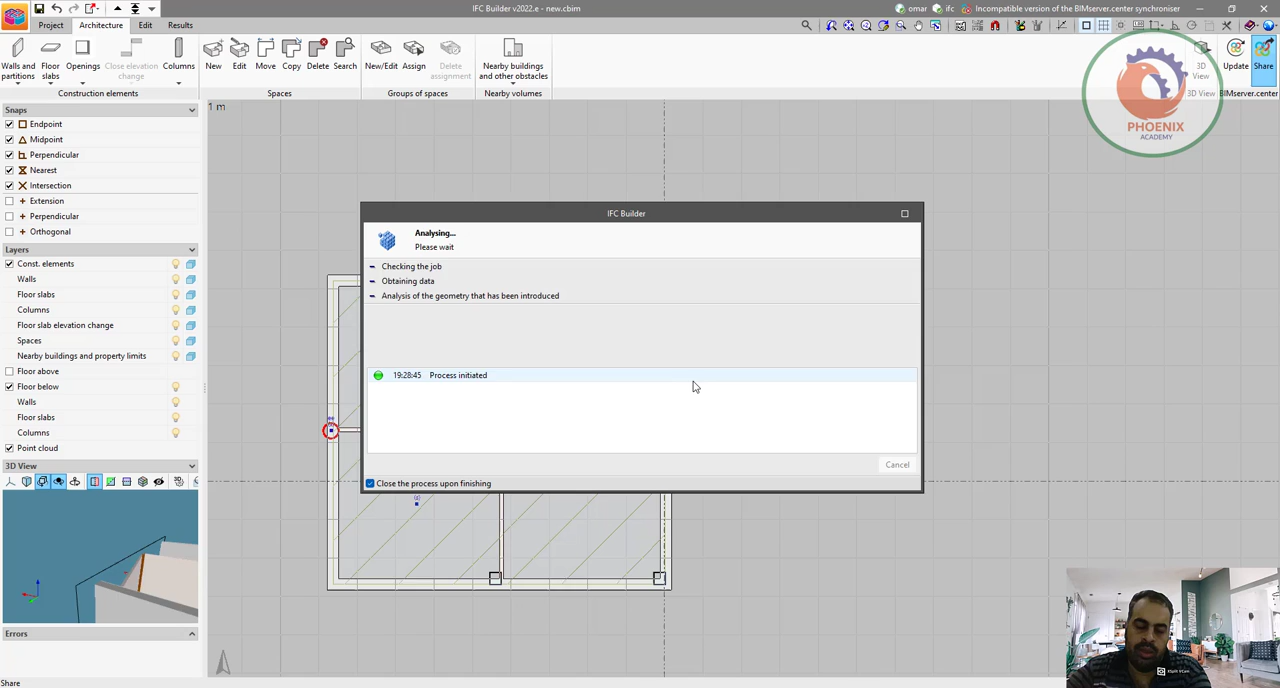 IFC Builder v2022.e - new.cbim
omar
ifc
Incompatible version of the BIMserver.center synchroniser
Project
Architecture
Edit
Results
Walls and partitions
Floor slabs
Openings
Close elevation change
Columns
New
Edit
Move
Copy
Delete
Search
New/Edit
Assign
Delete assignment
Nearby buildings and other obstacles
3D View
Update
Share
Construction elements
Spaces
Groups of spaces
Nearby volumes
3D View
BIMserver.center
PHOENIX
ACADEMY
Snaps
Endpoint
Midpoint
Perpendicular
Nearest
Intersection
Extension
Perpendicular
Orthogonal
Layers
Const. elements
Walls
Floor slabs
Columns
Floor slab elevation change
Spaces
Nearby buildings and property limits
Floor above
Floor below
Walls
Floor slabs
Columns
Point cloud
3D View
Errors
Share
1 m
IFC Builder
Analysing...
Please wait
Checking the job
Obtaining data
Analysis of the geometry that has been introduced
19:28:45 Process initiated
Cancel
Close the process upon finishing